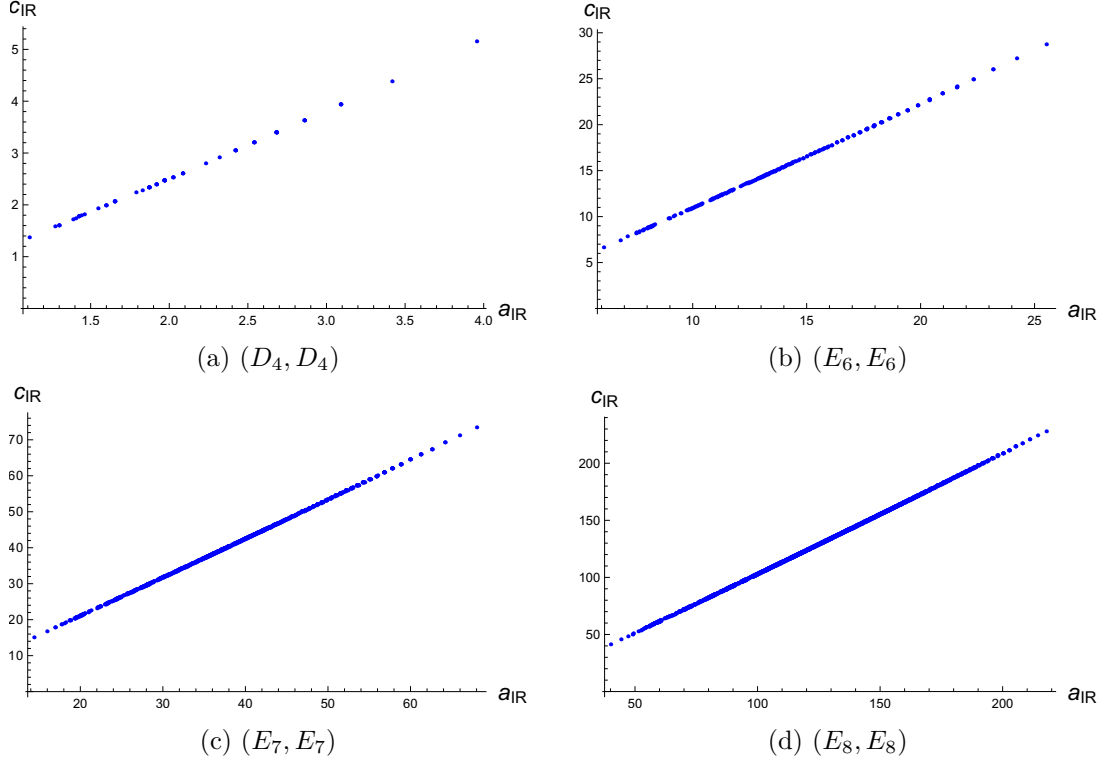 c_IR
5
4
3
2
1
1.5 2.0 2.5 3.0 3.5 4.0 a_IR
(a) (D_4, D_4)
c_IR
30
25
20
15
10
5
10 15 20 25 a_IR
(b) (E_6, E_6)
c_IR
70
60
50
40
30
20
10
20 30 40 50 60 a_IR
(c) (E_7, E_7)
c_IR
200
150
100
50
50 100 150 200 a_IR
(d) (E_8, E_8)